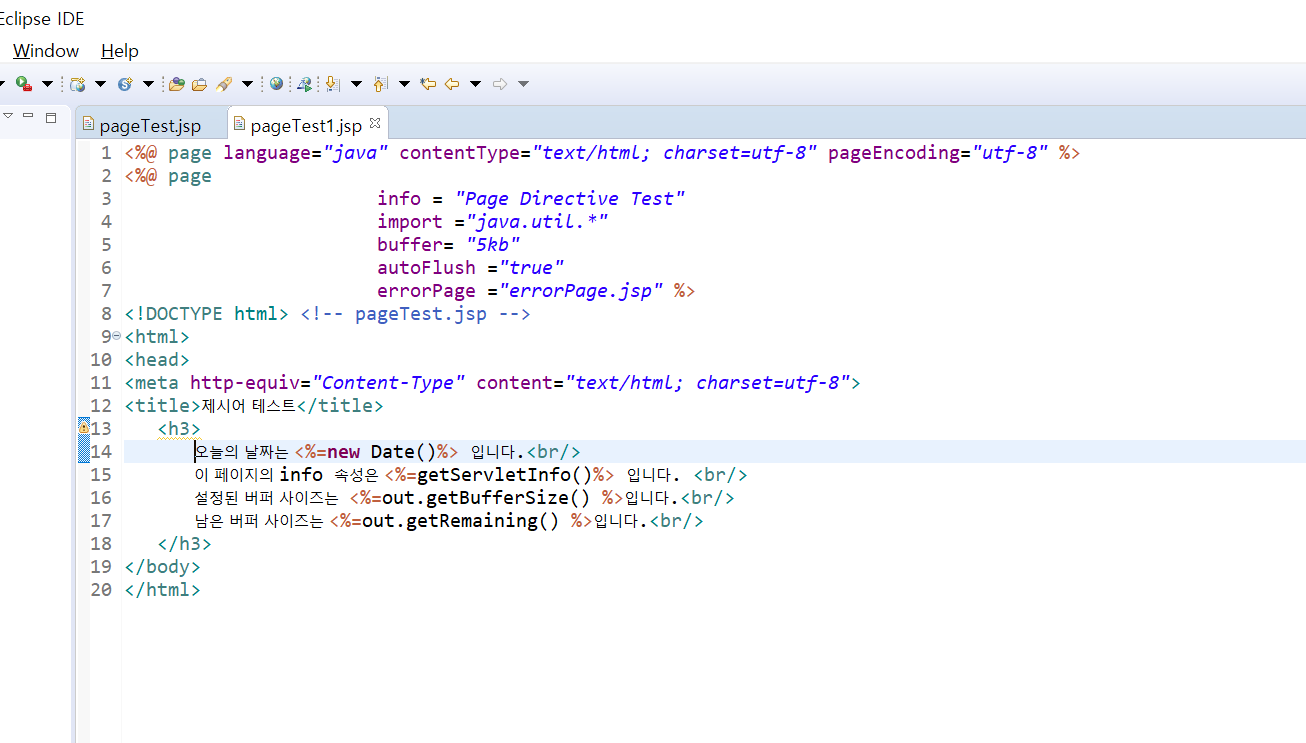 Eclipse IDE
Window Help
pageTest.jsp pageTest1.jsp
1 <%@ page language="java" contentType="text/html; charset=utf-8" pageEncoding="utf-8" %>
2 <%@ page
3 info = "Page Directive Test"
4 import ="java.util.*"
5 buffer= "5kb"
6 autoFlush ="true"
7 errorPage ="errorPage.jsp" %>
8 <!DOCTYPE html> <!-- pageTest.jsp -->
9 <html>
10 <head>
11 <meta http-equiv="Content-Type" content="text/html; charset=utf-8">
12 <title>제시어 테스트</title>
13 <h3>
14 오늘의 날짜는 <%=new Date()%> 입니다.<br/>
15 이 페이지의 info 속성은 <%=getServletInfo()%> 입니다. <br/>
16 설정된 버퍼 사이즈는 <%=out.getBufferSize() %>입니다.<br/>
17 남은 버퍼 사이즈는 <%=out.getRemaining() %>입니다.<br/>
18 </h3>
19 </body>
20 </html>